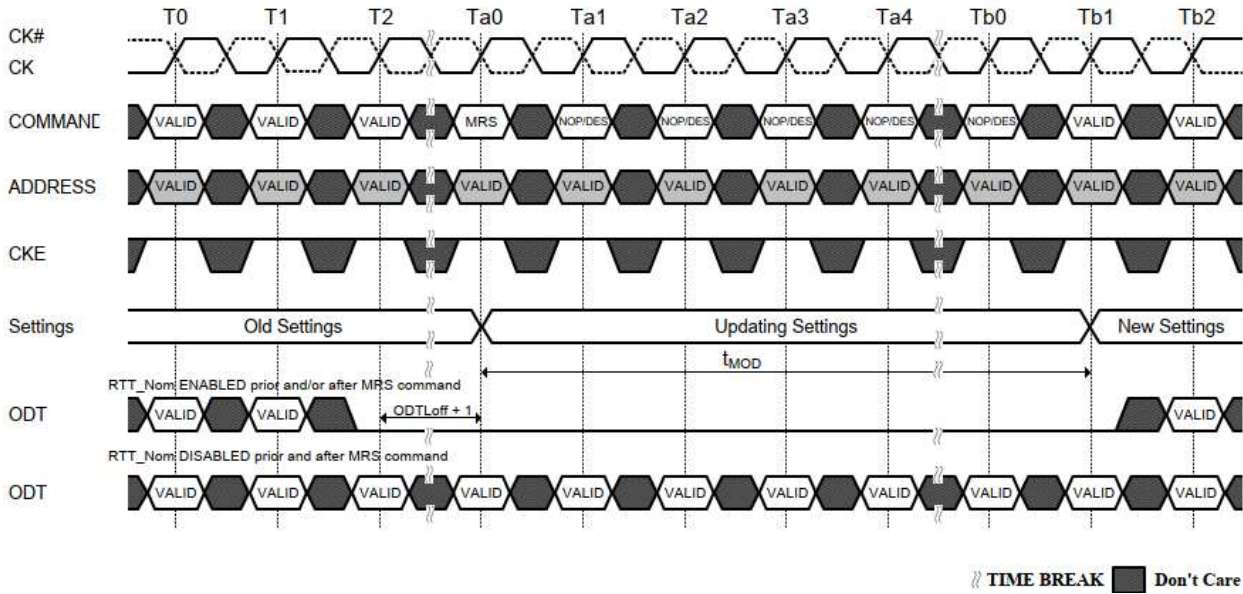 T0 T1 T2 Ta0 Ta1 Ta2 Ta3 Ta4 Tb0 Tb1 Tb2
CK#
CK
COMMAND VALID VALID VALID MRS NOP/DES NOP/DES NOP/DES NOP/DES NOP/DES VALID VALID
ADDRESS VALID VALID VALID VALID VALID VALID VALID VALID VALID VALID VALID
CKE
Settings Old Settings Updating Settings New Settings
tMOD
RTT_Nom ENABLED prior and/or after MRS command
ODT VALID VALID ODTLoff + 1 VALID
RTT_Nom DISABLED prior and after MRS command
ODT VALID VALID VALID VALID VALID VALID VALID VALID VALID VALID VALID
TIME BREAK Don't Care